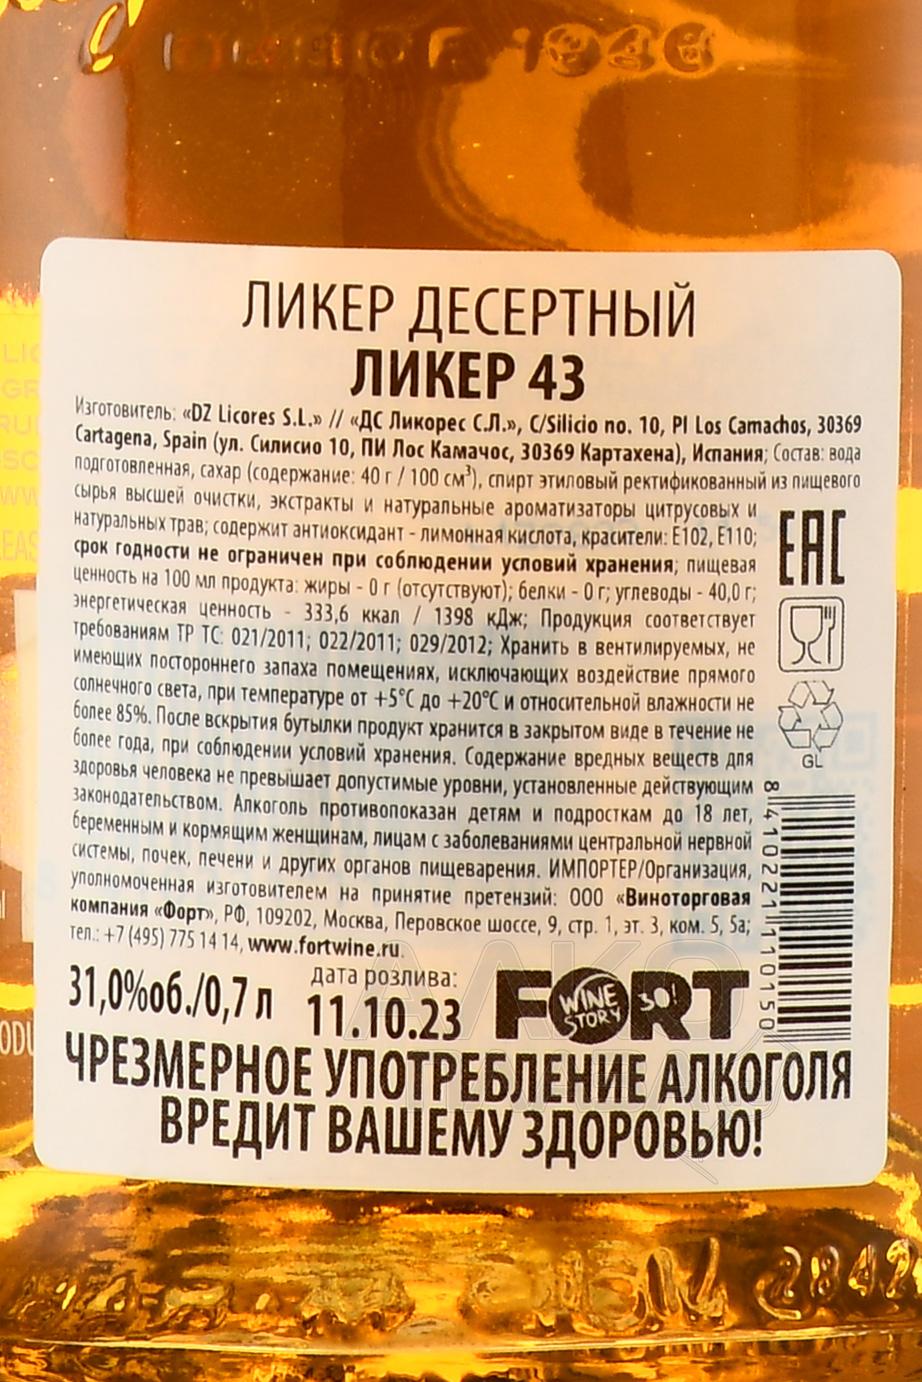 1946
ЛИКЕР ДЕСЕРТНЫЙ
ЛИКЕР 43
Изготовитель: «DZ Licores S.L.» // «ДС Ликорес С.Л.», C/Silicio no. 10, PI Los Camachos, 30369
Cartagena, Spain (ул. Силисио 10, ПИ Лос Камачос, 30369 Картахена), Испания; Состав: вода
подготовленная, сахар (содержание: 40 г / 100 см³), спирт этиловый ректификованный из пищевого
сырья высшей очистки, экстракты и натуральные ароматизаторы цитрусовых и
натуральных трав; содержит антиоксидант - лимонная кислота, красители: Е102, Е110;
срок годности не ограничен при соблюдении условий хранения; пищевая
ценность на 100 мл продукта: жиры - 0 г (отсутствуют); белки - 0 г; углеводы - 40,0 г;
энергетическая ценность - 333,6 ккал / 1398 кДж; Продукция соответствует
требованиям ТР ТС: 021/2011; 022/2011; 029/2012; Хранить в вентилируемых, не
имеющих постороннего запаха помещениях, исключающих воздействие прямого
солнечного света, при температуре от +5°С до +20°С и относительной влажности не
более 85%. После вскрытия бутылки продукт хранится в закрытом виде в течение не
более года, при соблюдении условий хранения. Содержание вредных веществ для
здоровья человека не превышает допустимые уровни, установленные действующим
законодательством. Алкоголь противопоказан детям и подросткам до 18 лет,
беременным и кормящим женщинам, лицам с заболеваниями центральной нервной
системы, почек, печени и других органов пищеварения. ИМПОРТЕР/Организация,
уполномоченная изготовителем на принятие претензий: ООО «Виноторговая
компания «Форт», РФ, 109202, Москва, Перовское шоссе, 9, стр. 1, эт. 3, ком. 5, 5а;
тел.: +7 (495) 775 14 14, www.fortwine.ru.
EAC
GL
8 410221 110150
31,0%об./0,7 л
дата розлива:
11.10.23
FORT
WINE
STORY
30!
ЧРЕЗМЕРНОЕ УПОТРЕБЛЕНИЕ АЛКОГОЛЯ
ВРЕДИТ ВАШЕМУ ЗДОРОВЬЮ!